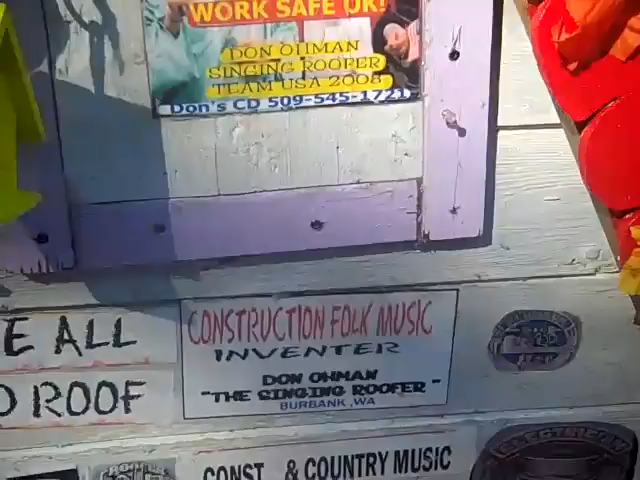 WORK SAFE UK!
DON OHMAN
SINGING ROOFER
TEAM USA 2008
Don's CD 509-545-1721
E ALL
O ROOF
CONSTRUCTION FOLK MUSIC
INVENTER
DON OHMAN
"THE SINGING ROOFER"
BURBANK ,WA
CONST & COUNTRY MUSIC